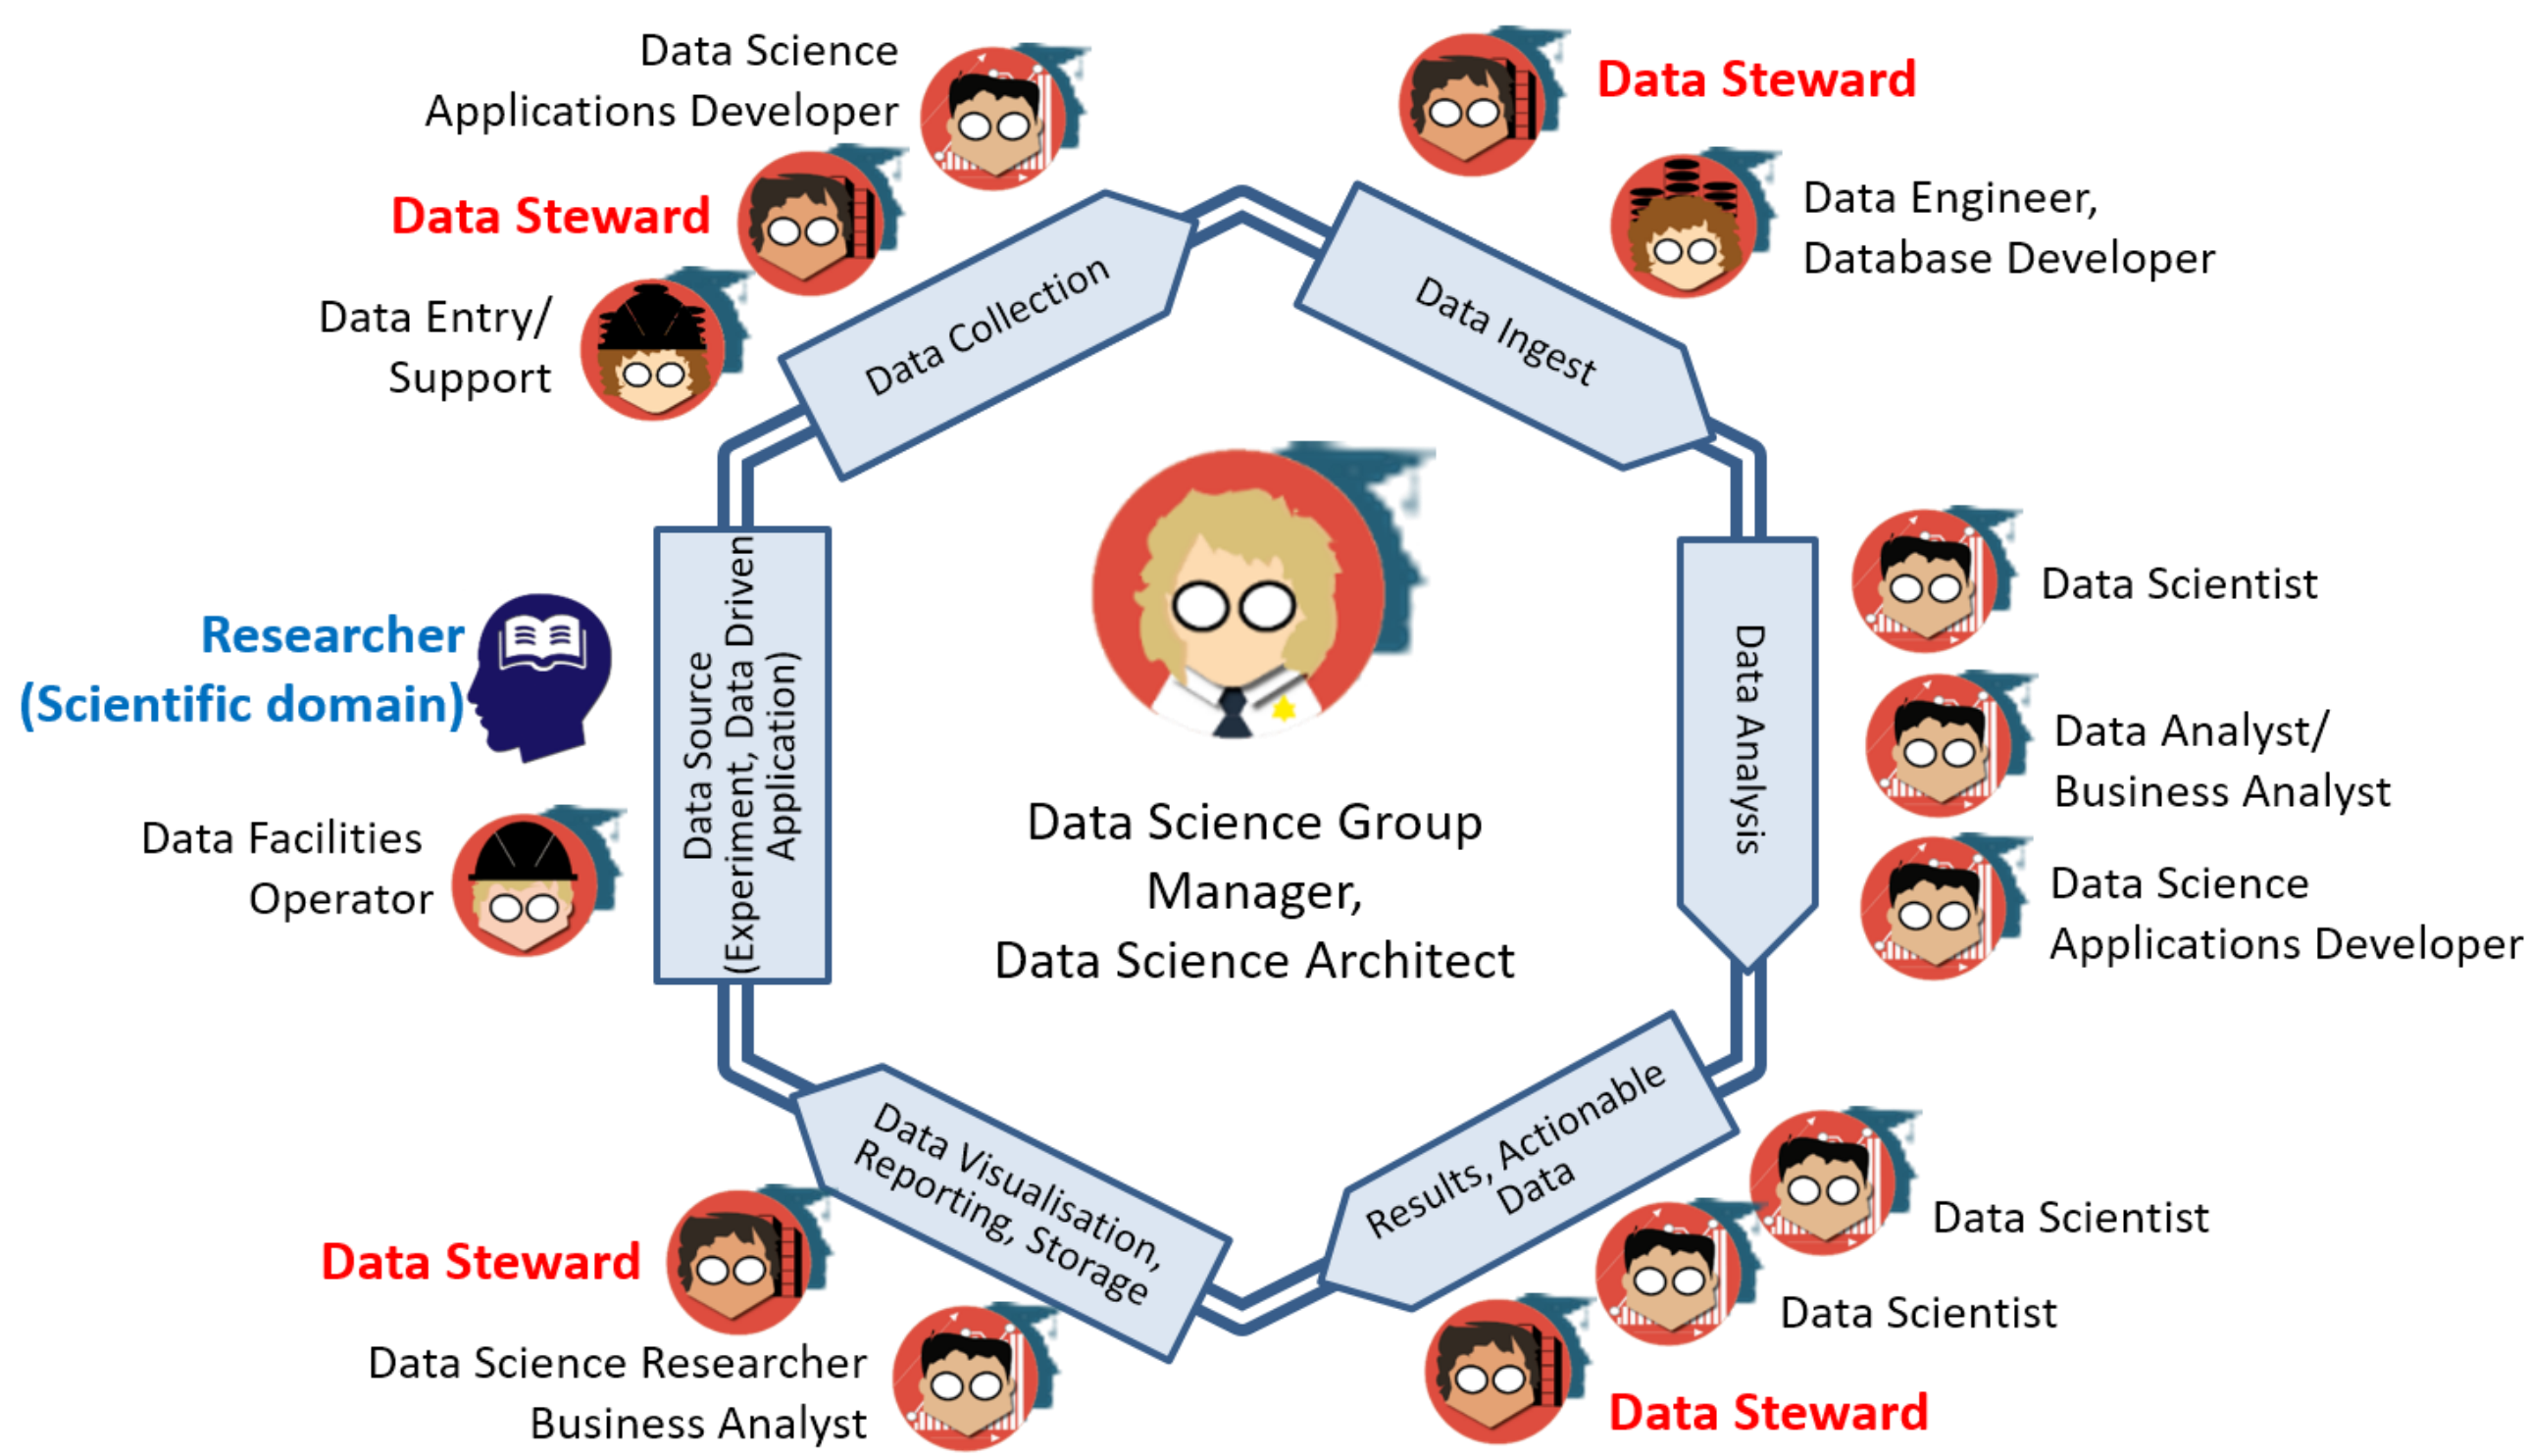 Data Science
Applications Developer
Data Steward
Data Entry/
Support
Data Steward
Data Engineer,
Database Developer
Data Collection
Data Ingest
Researcher
(Scientific domain)
Data Facilities
Operator
Data Source
(Experiment, Data Driven
Application)
Data Science Group
Manager,
Data Science Architect
Data Analysis
Data Scientist
Data Analyst/
Business Analyst
Data Science
Applications Developer
Results, Actionable
Data
Data Scientist
Data Scientist
Data Steward
Data Visualisation,
Reporting, Storage
Data Steward
Data Science Researcher
Business Analyst